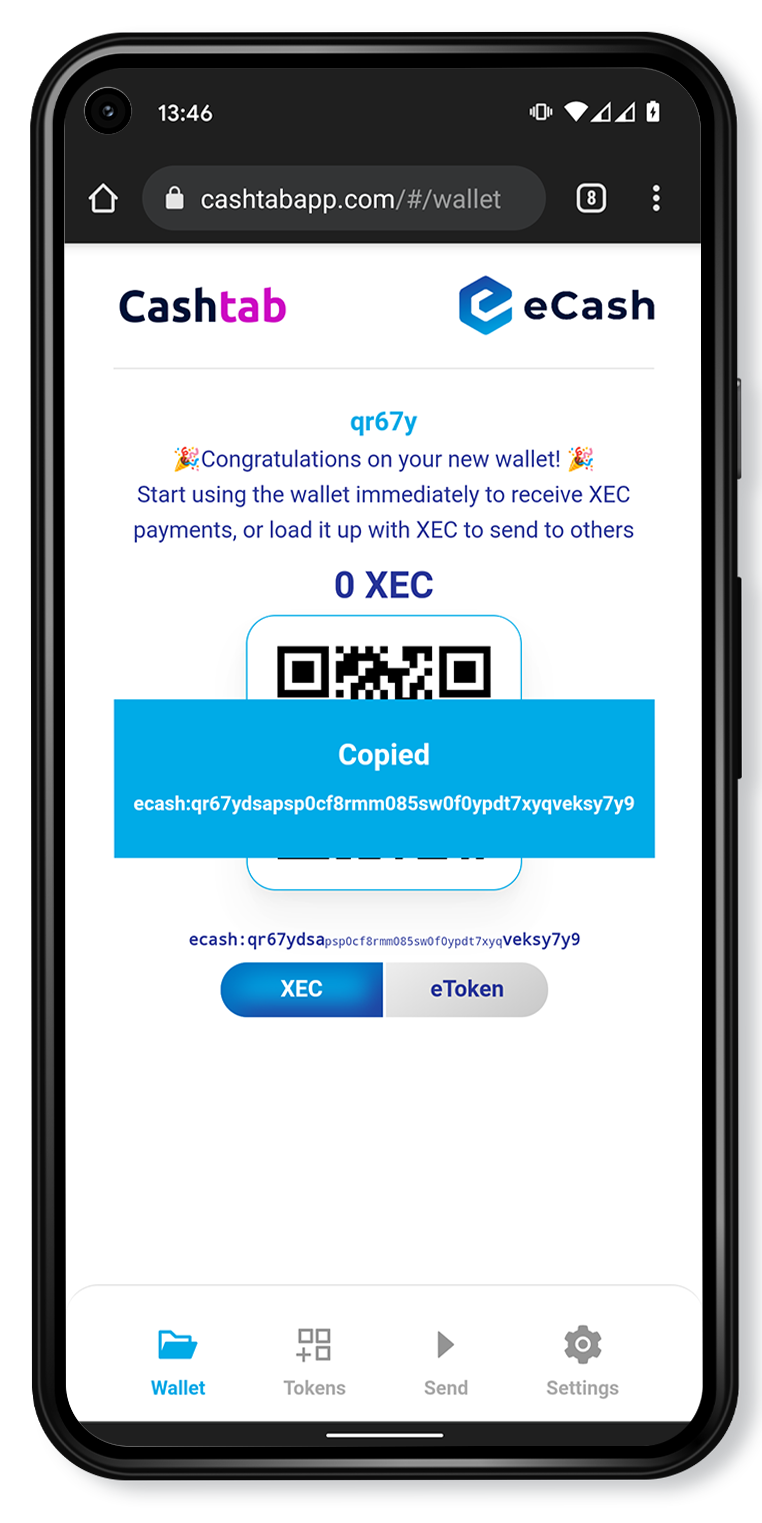 13:46
8
cashtabapp.com/#/wallet
Cashtab
eCash
qr67y
🎉Congratulations on your new wallet! 🎉
Start using the wallet immediately to receive XEC
payments, or load it up with XEC to send to others
0 XEC
Copied
ecash:qr67ydsapsp0cf8rmm085sw0f0ypdt7xyqveksy7y9
ecash:qr67ydsapsp0cf8rmm085sw0f0ypdt7xyqveksy7y9
XEC
eToken
Wallet
Tokens
Send
Settings